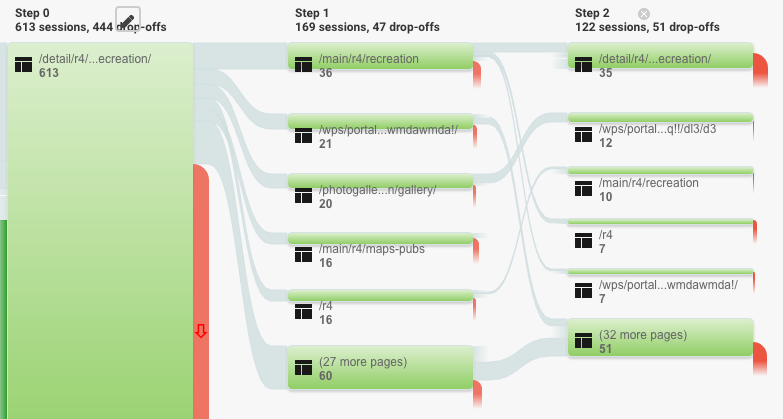 Step 0
613 sessions, 444 drop-offs
Step 1
169 sessions, 47 drop-offs
Step 2
122 sessions, 51 drop-offs
/detail/r4/...ecreation/
613
/main/r4/recreation
36
/wps/portal...wmdawmda!/
21
/photogalle...n/gallery/
20
/main/r4/maps-pubs
16
/r4
16
(27 more pages)
60
/detail/r4/...ecreation/
35
/wps/portal...q!!/dl3/d3
12
/main/r4/recreation
10
/r4
7
/wps/portal...wmdawmda!/
7
(32 more pages)
51